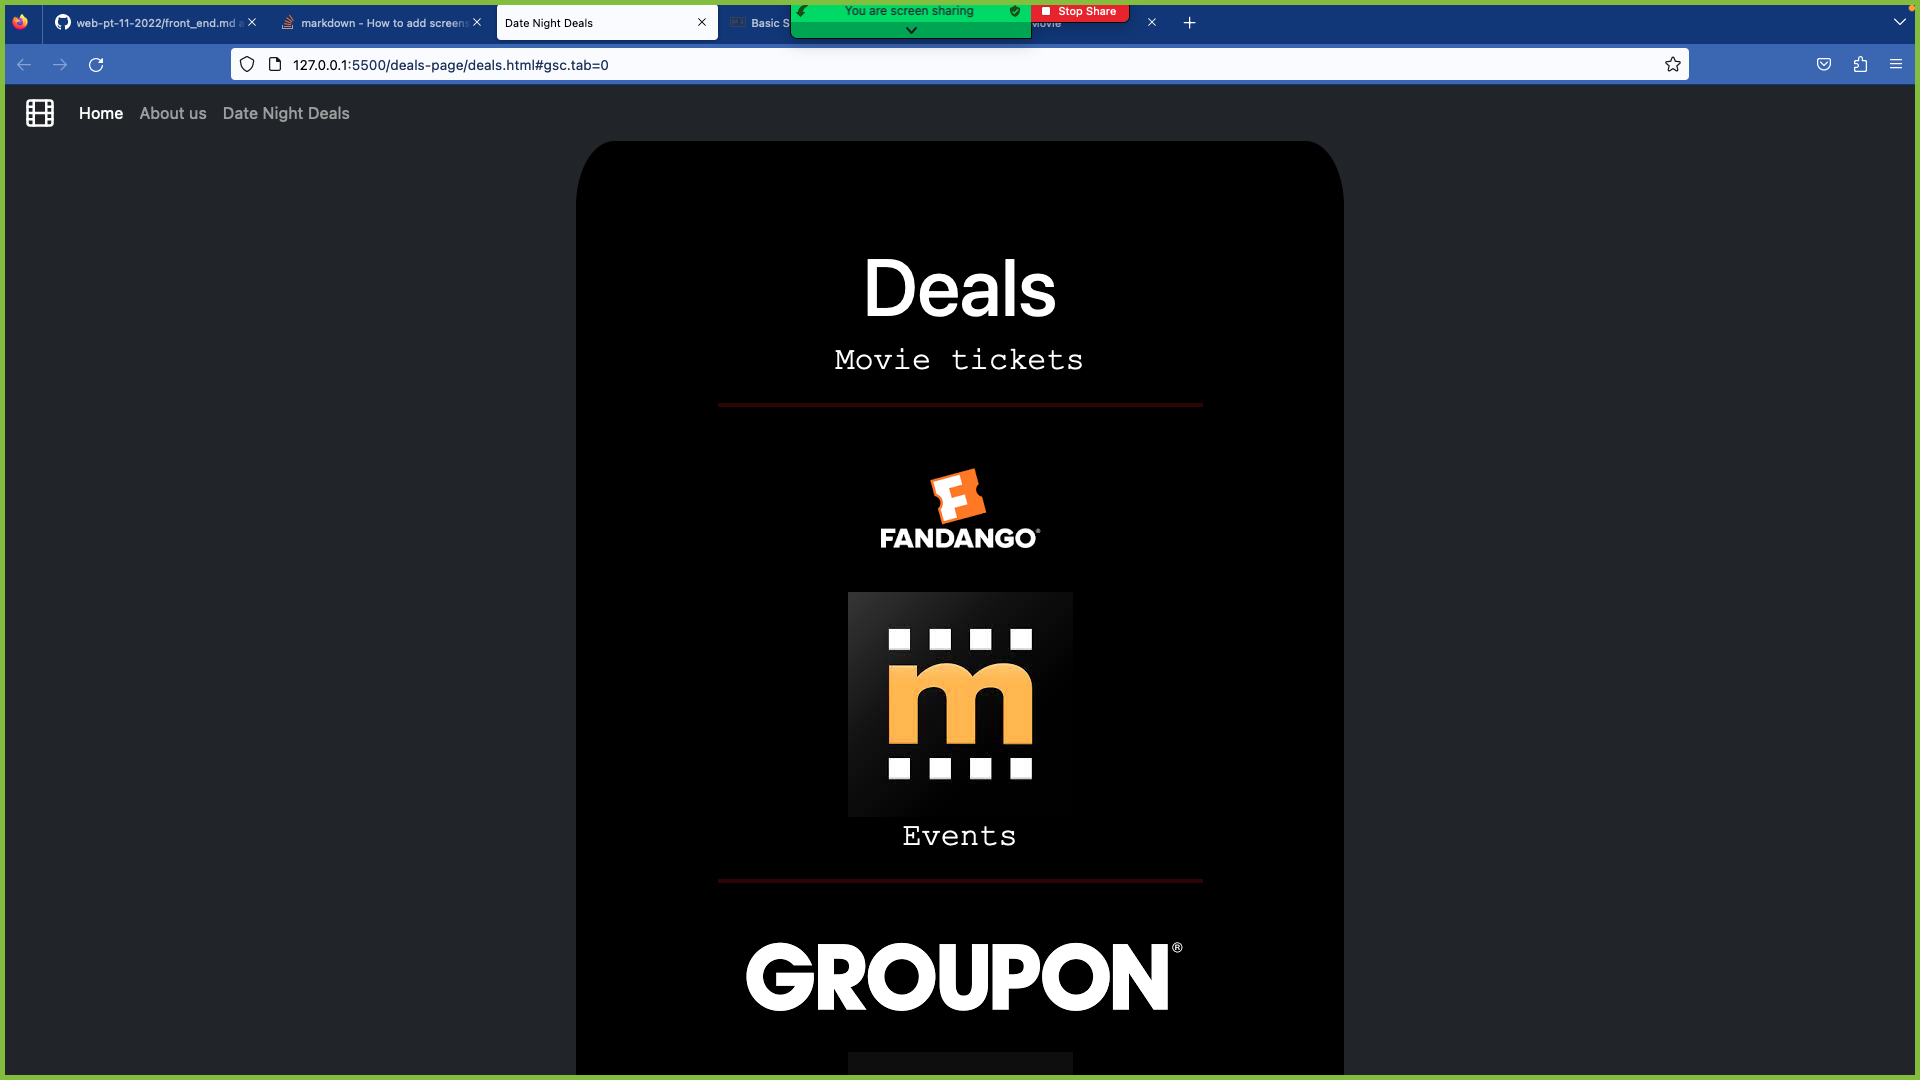 web-pt-11-2022/front_end.md
markdown - How to add screens
Date Night Deals
Basic S
You are screen sharing
Stop Share
Movie
127.0.0.1:5500/deals-page/deals.html#gsc.tab=0
Home
About us
Date Night Deals
Deals
Movie tickets
F
FANDANGO®
m
Events
GROUPON®